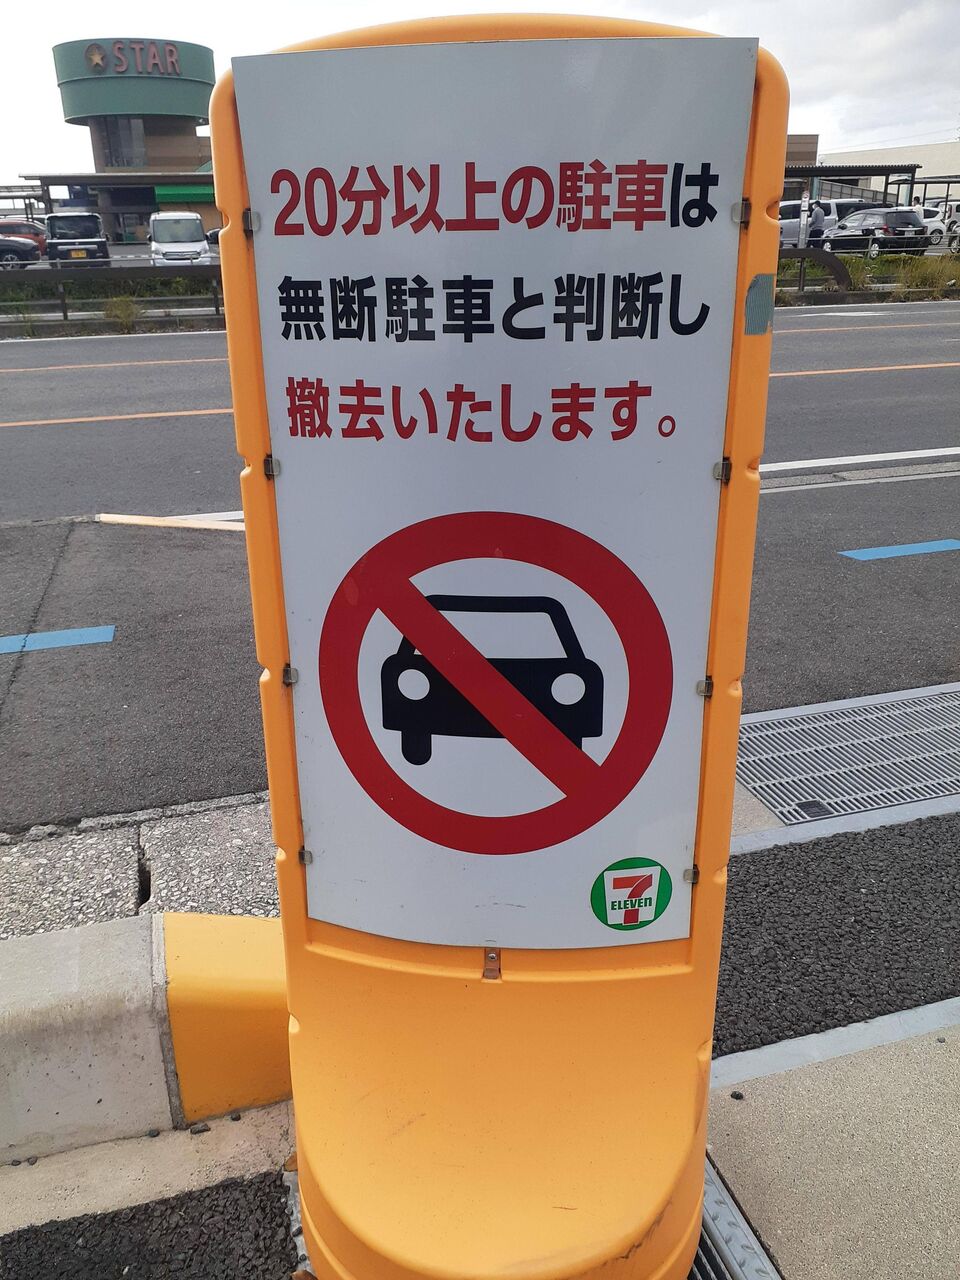 STAR
20分以上の駐車は
無断駐車と判断し
撤去いたします。
7
ELEVEn